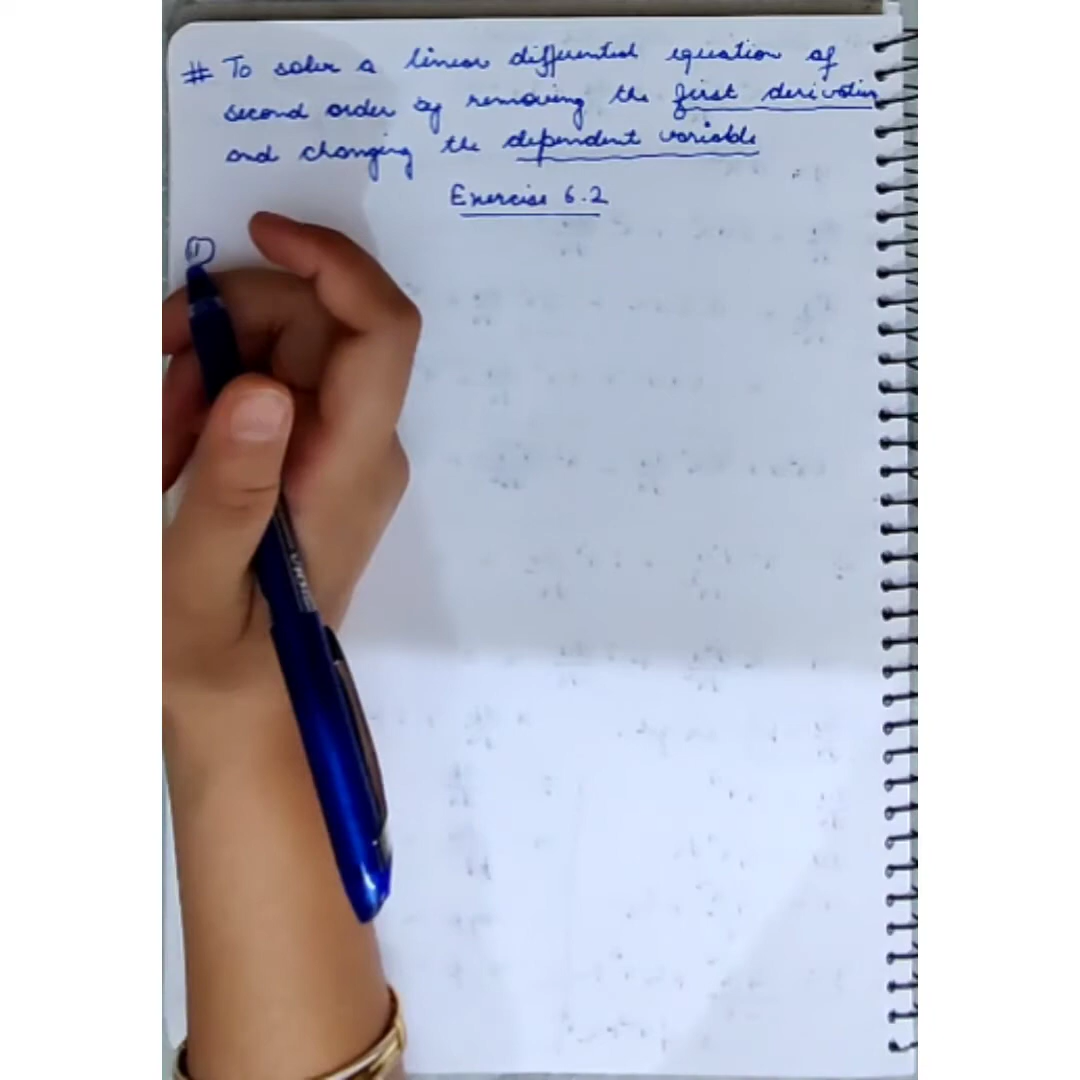 # To solve a linear differential equation of
second order by removing the first derivative
and changing the dependent variable
Exercise 6.2
①